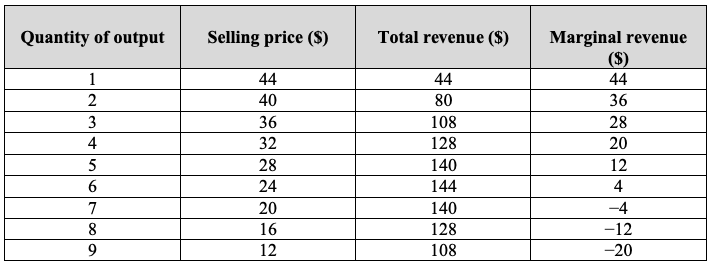 Quantity of output Selling price ($) Total revenue ($) Marginal revenue
($)
1 44 44 44
2 40 80 36
3 36 108 28
4 32 128 20
5 28 140 12
6 24 144 4
7 20 140 −4
8 16 128 −12
9 12 108 −20